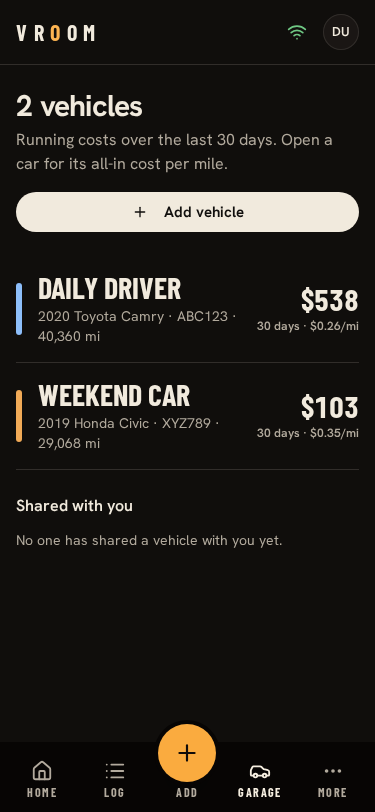 VROOM
DU
2 vehicles
Running costs over the last 30 days. Open a
car for its all-in cost per mile.
Add vehicle
DAILY DRIVER
2020 Toyota Camry · ABC123 ·
40,360 mi
$538
30 days · $0.26/mi
WEEKEND CAR
2019 Honda Civic · XYZ789 ·
29,068 mi
$103
30 days · $0.35/mi
Shared with you
No one has shared a vehicle with you yet.
HOME
LOG
ADD
GARAGE
MORE